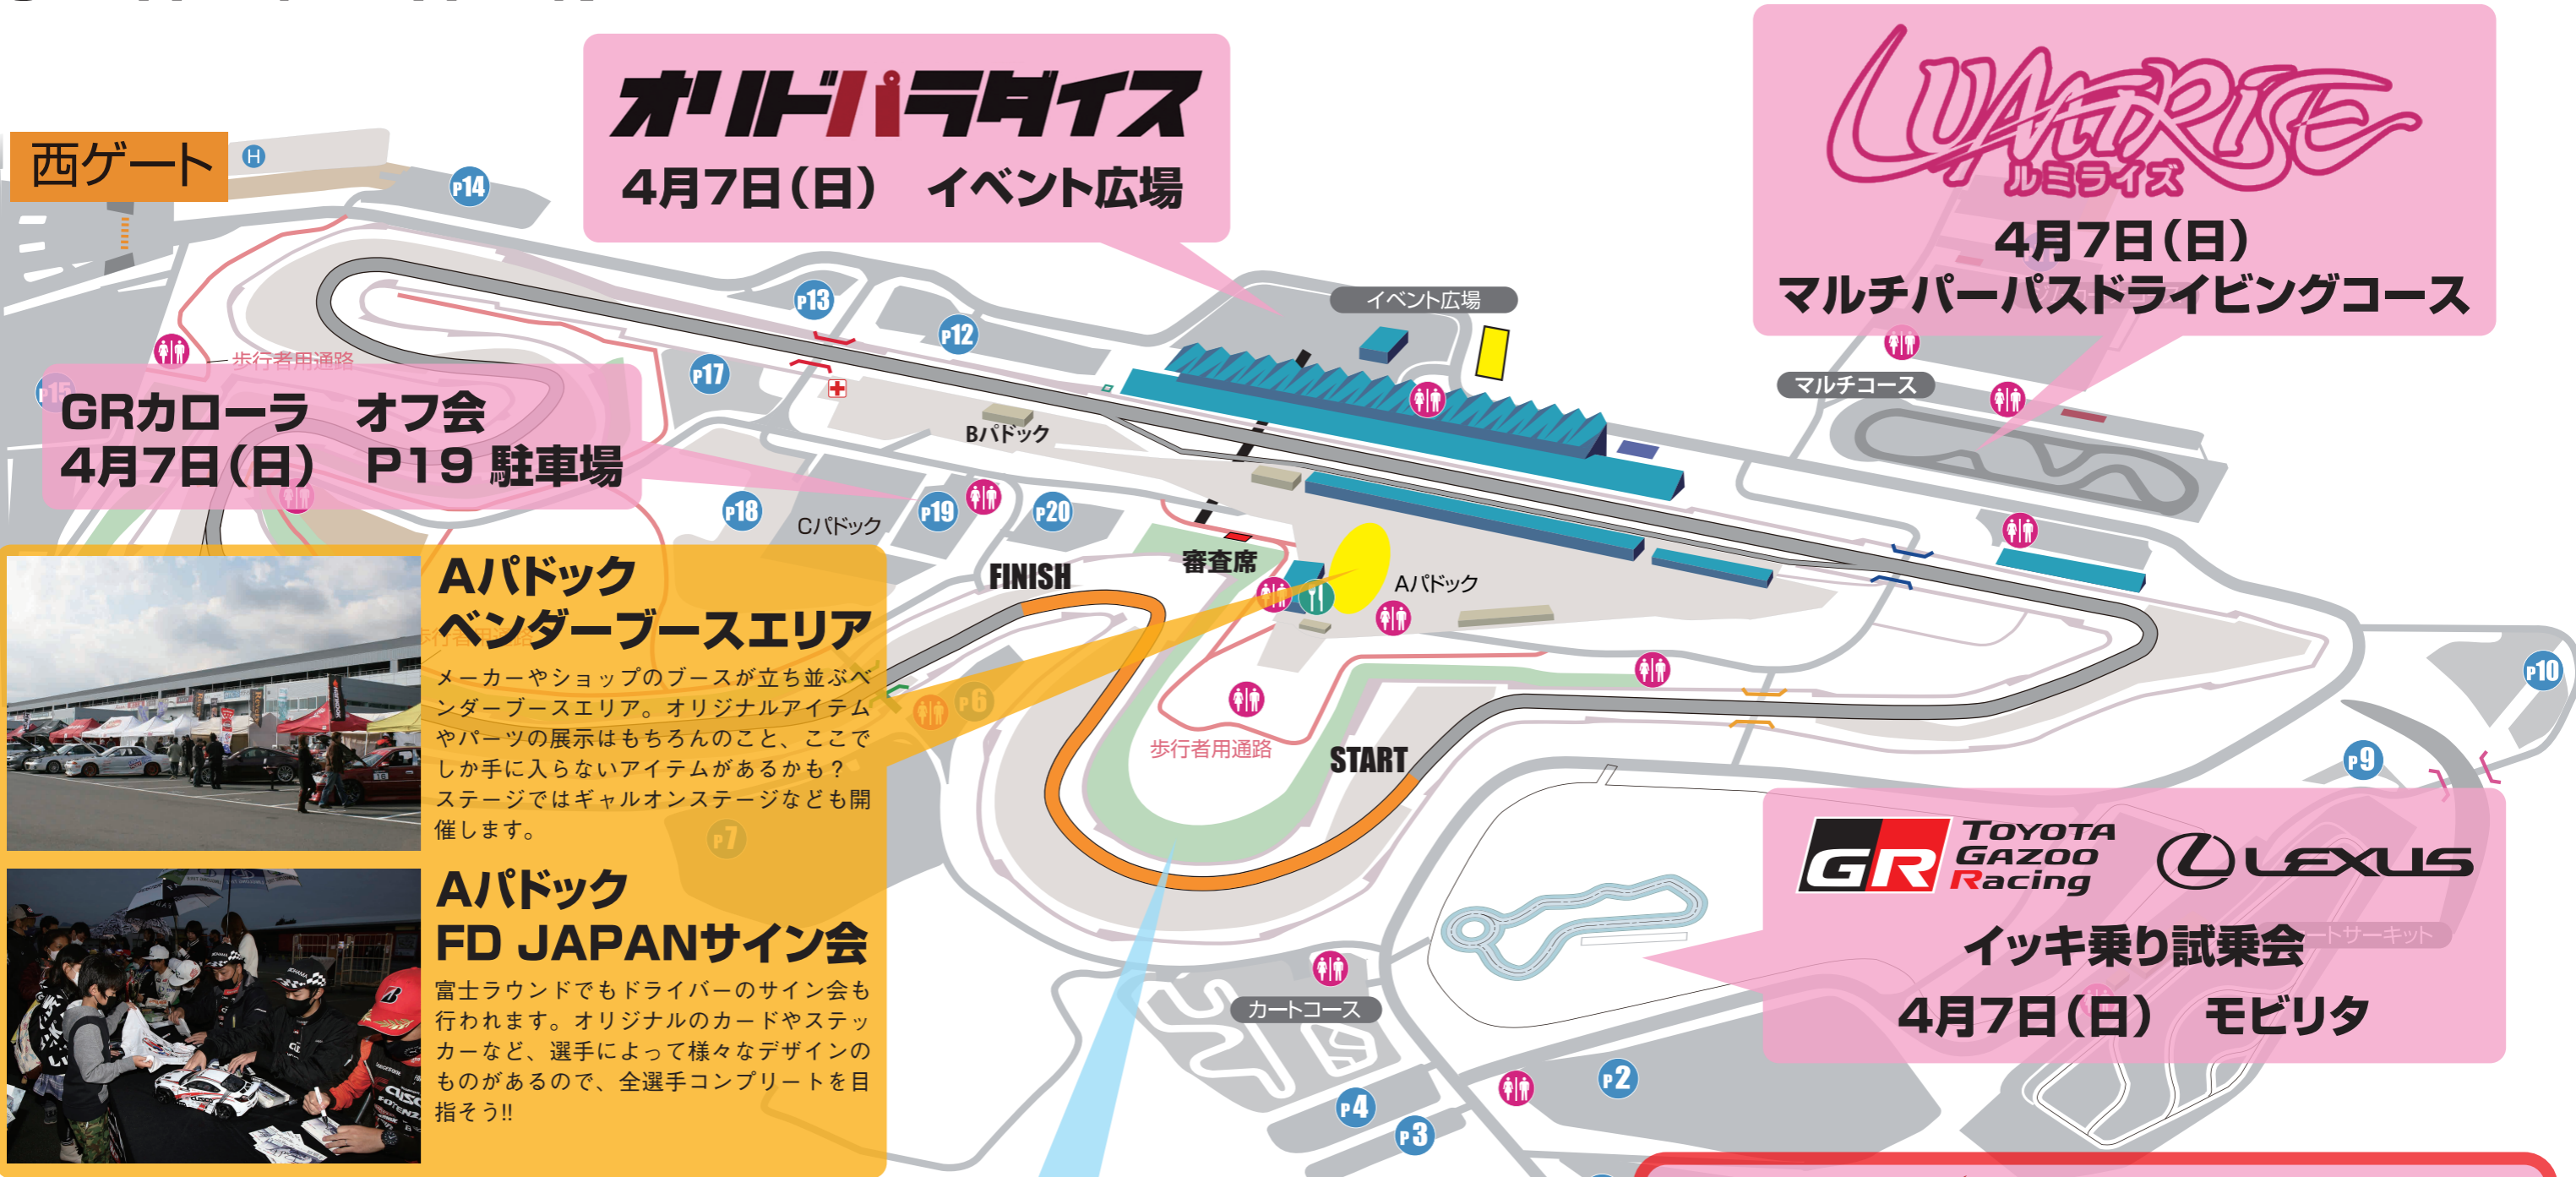 オリドパラダイス
4月7日(日)　イベント広場
LUMIRISE
ルミライズ
4月7日(日)
マルチパーパスドライビングコース
西ゲート
H
P14
P13
P12
イベント広場
歩行者用通路
P15
P17
マルチコース
GRカローラ　オフ会
4月7日(日)　P19 駐車場
Bパドック
P18
Cパドック
P19
P20
FINISH
審査席
Aパドック
Aパドック
ベンダーブースエリア
歩行者用通路
メーカーやショップのブースが立ち並ぶベ
ンダーブースエリア。オリジナルアイテム
やパーツの展示はもちろんのこと、ここで
しか手に入らないアイテムがあるかも？
ステージではギャルオンステージなども開
催します。
P6
P7
歩行者用通路
START
P10
P9
GR
TOYOTA
GAZOO
Racing
LEXUS
イッキ乗り試乗会
4月7日(日)　モビリタ
ートサーキット
Aパドック
FD JAPANサイン会
富士ラウンドでもドライバーのサイン会も
行われます。オリジナルのカードやステッ
カーなど、選手によって様々なデザインの
ものがあるので、全選手コンプリートを目
指そう!!
カートコース
P2
P4
P3